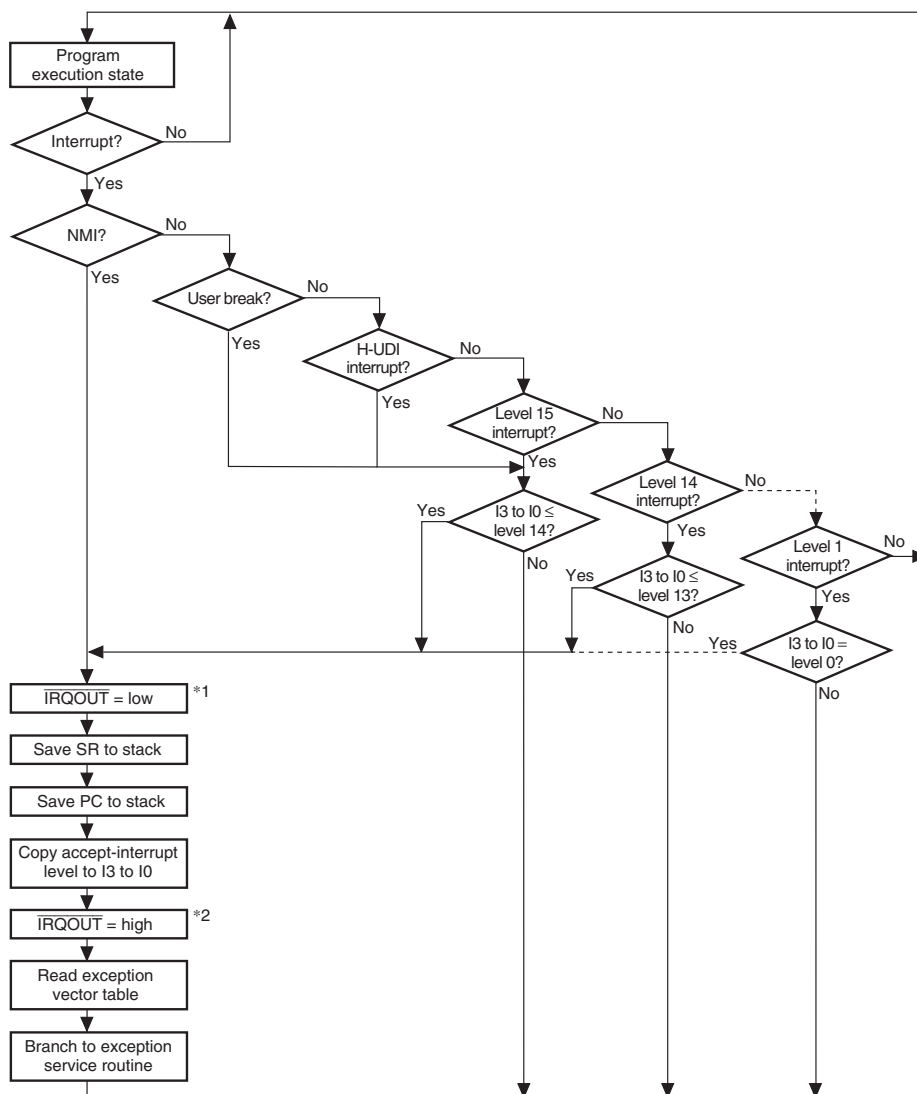 Program
execution state
Interrupt?
No
Yes
NMI?
No
Yes
User break?
No
Yes
H-UDI
interrupt?
No
Yes
Level 15
interrupt?
No
Yes
Level 14
interrupt?
No
Yes
I3 to I0 ≤
level 14?
Yes
No
Level 1
interrupt?
No
Yes
I3 to I0 ≤
level 13?
Yes
No
I3 to I0 =
level 0?
Yes
No
IRQOUT = low
*1
Save SR to stack
Save PC to stack
Copy accept-interrupt
level to I3 to I0
IRQOUT = high
*2
Read exception
vector table
Branch to exception
service routine